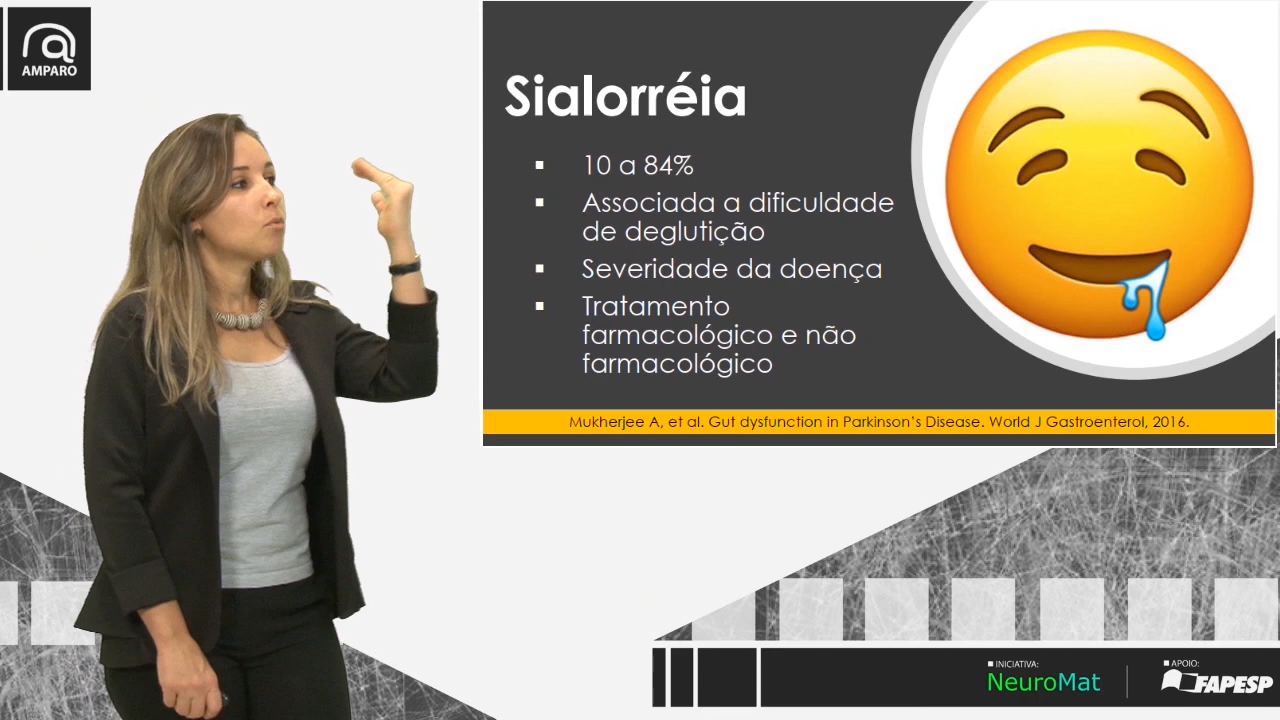 AMPARO
Sialorréia
▪ 10 a 84%
▪ Associada a dificuldade
de deglutição
▪ Severidade da doença
▪ Tratamento
farmacológico e não
farmacológico
Mukherjee A, et al. Gut dysfunction in Parkinson's Disease. World J Gastroenterol, 2016.
INICIATIVA:
NeuroMat
APOIO:
FAPESP